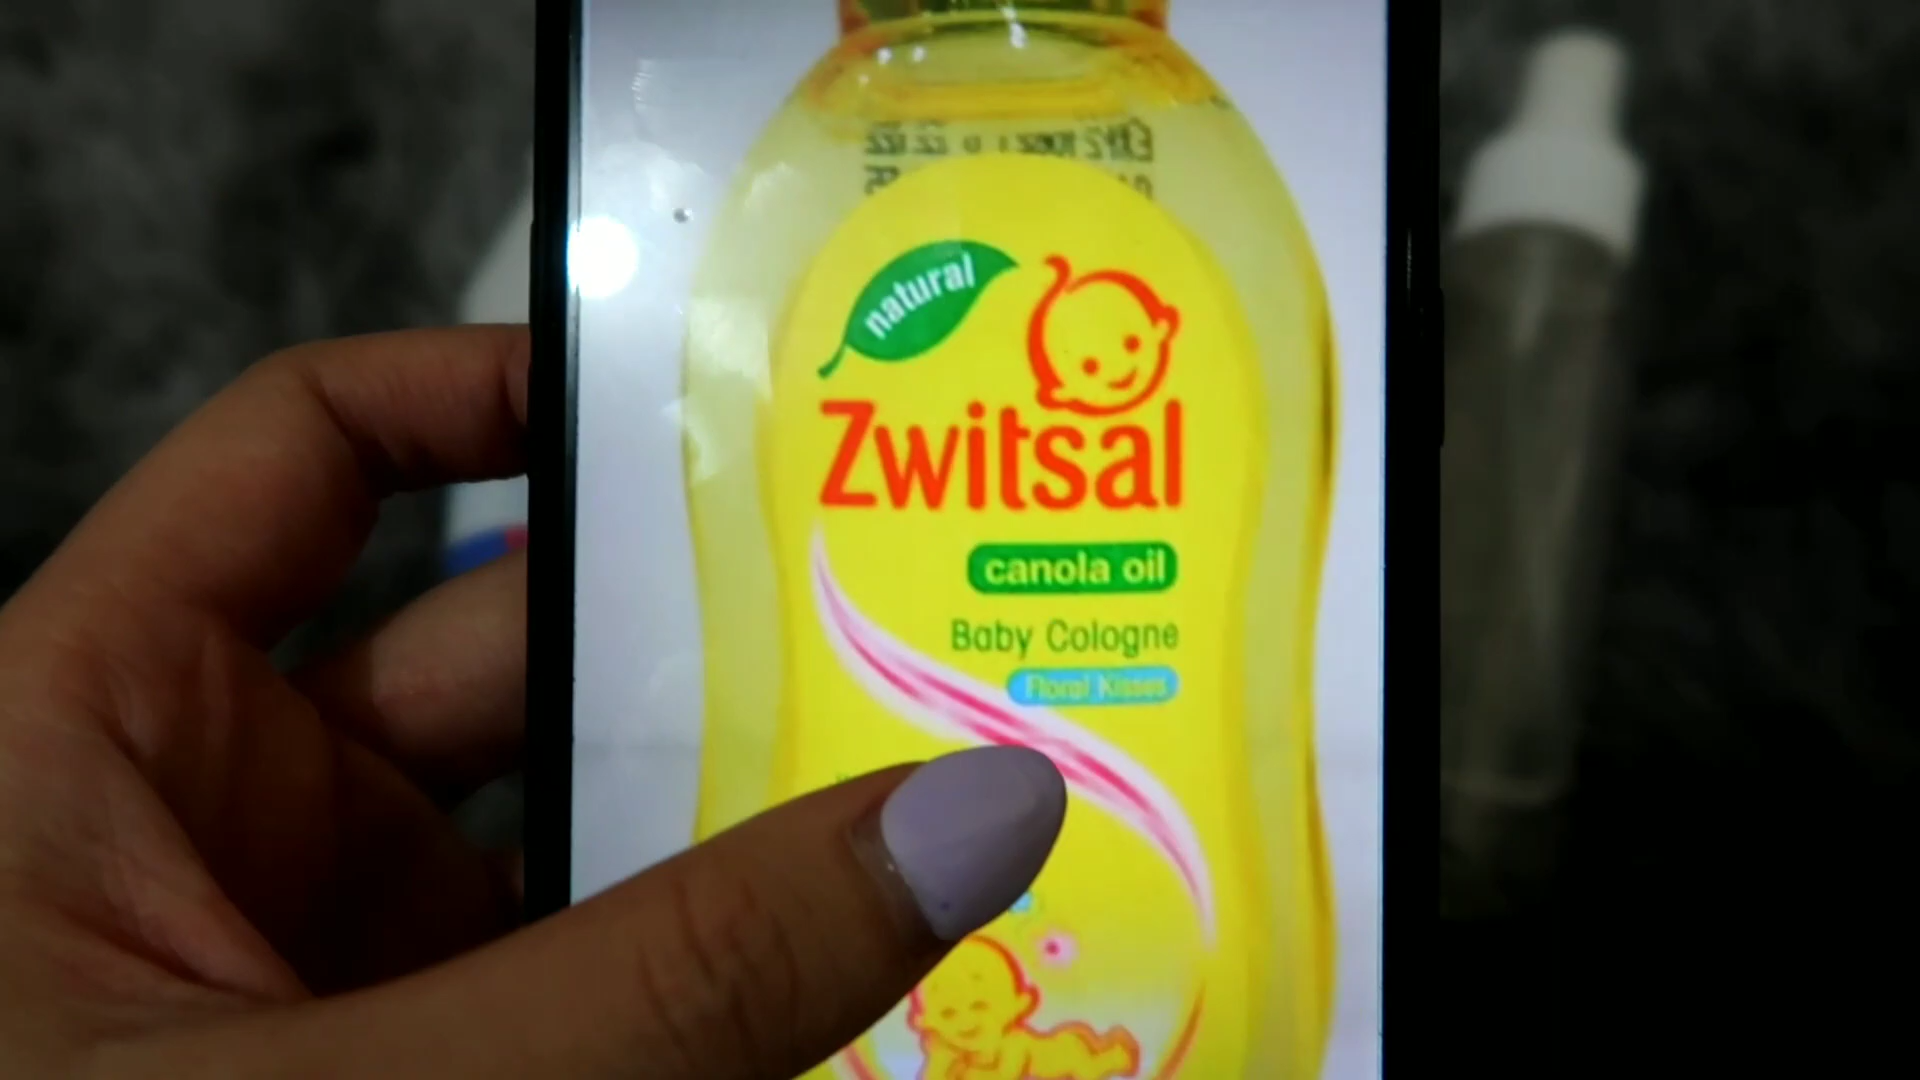 natural
Zwitsal
canola oil
Baby Cologne
Floral Kisses